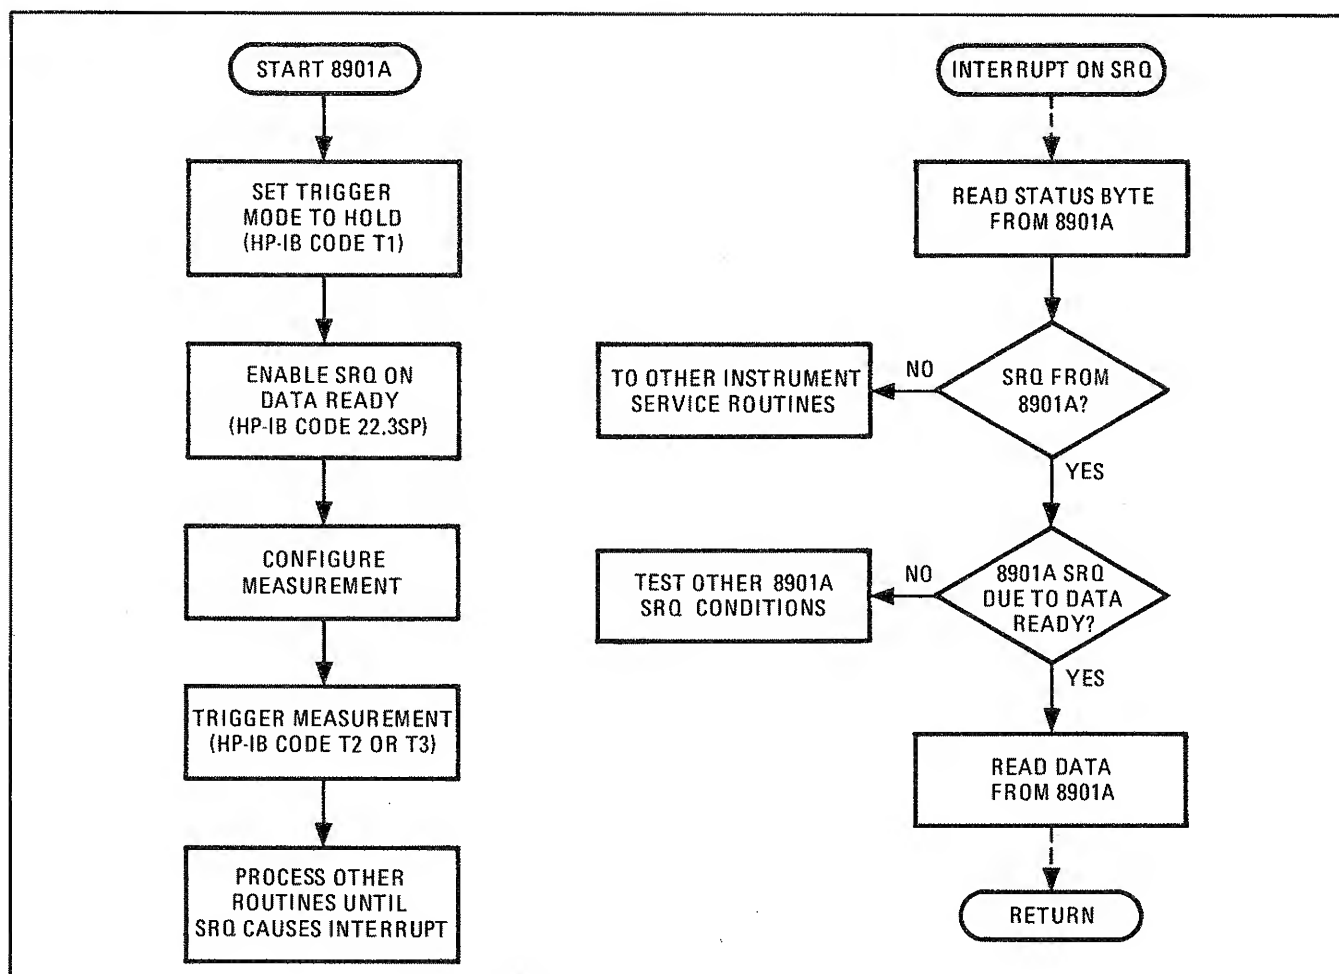 START 8901A
SET TRIGGER
MODE TO HOLD
(HP-IB CODE T1)
ENABLE SRQ ON
DATA READY
(HP-IB CODE 22.3SP)
CONFIGURE
MEASUREMENT
TRIGGER MEASUREMENT
(HP-IB CODE T2 OR T3)
PROCESS OTHER
ROUTINES UNTIL
SRQ CAUSES INTERRUPT
INTERRUPT ON SRQ
READ STATUS BYTE
FROM 8901A
SRQ FROM
8901A?
NO
TO OTHER INSTRUMENT
SERVICE ROUTINES
YES
8901A SRQ
DUE TO DATA
READY?
NO
TEST OTHER 8901A
SRQ CONDITIONS
YES
READ DATA
FROM 8901A
RETURN